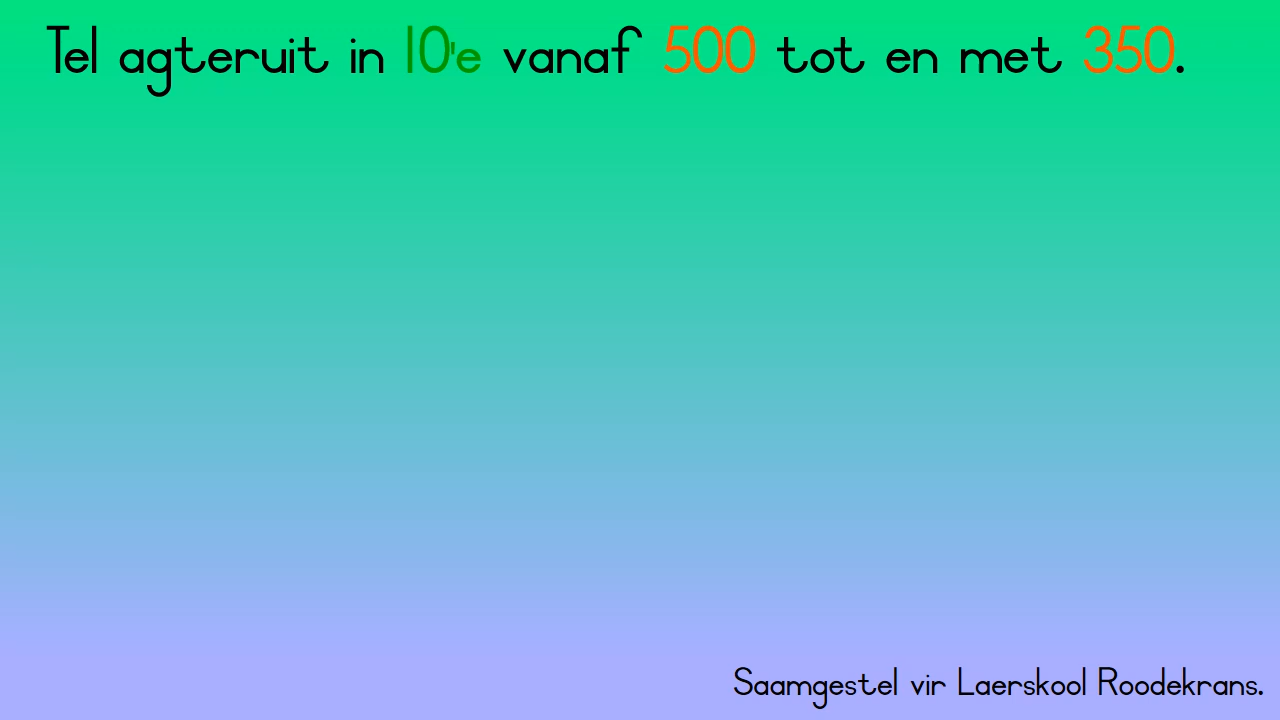 Tel agteruit in 10'e vanaf 500 tot en met 350.
Saamgestel vir Laerskool Roodekrans.